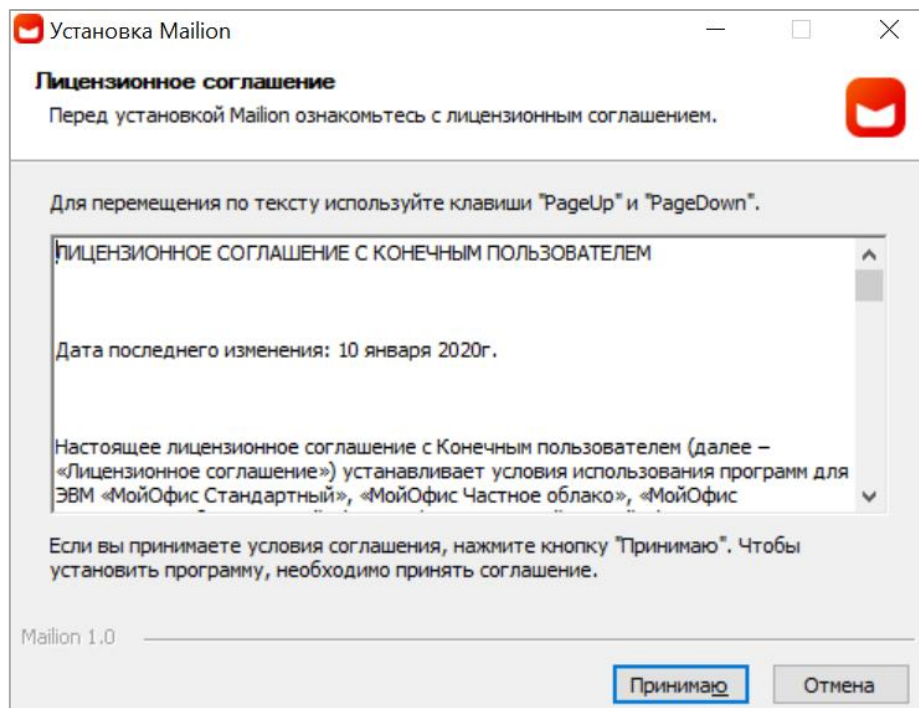 Установка Mailion
Лицензионное соглашение
Перед установкой Mailion ознакомьтесь с лицензионным соглашением.
Для перемещения по тексту используйте клавиши "PageUp" и "PageDown".
ЛИЦЕНЗИОННОЕ СОГЛАШЕНИЕ С КОНЕЧНЫМ ПОЛЬЗОВАТЕЛЕМ
Дата последнего изменения: 10 января 2020г.
Настоящее лицензионное соглашение с Конечным пользователем (далее –
«Лицензионное соглашение») устанавливает условия использования программ для
ЭВМ «МойОфис Стандартный», «МойОфис Частное облако», «МойОфис
Если вы принимаете условия соглашения, нажмите кнопку "Принимаю". Чтобы
установить программу, необходимо принять соглашение.
Mailion 1.0
Принимаю
Отмена